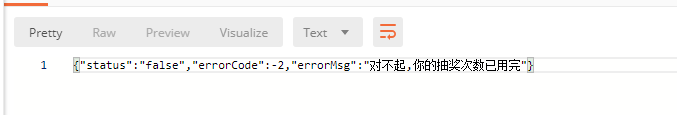 Pretty Raw Preview Visualize Text
1 {"status":"false","errorCode":-2,"errorMsg":"对不起,你的抽奖次数已用完"}